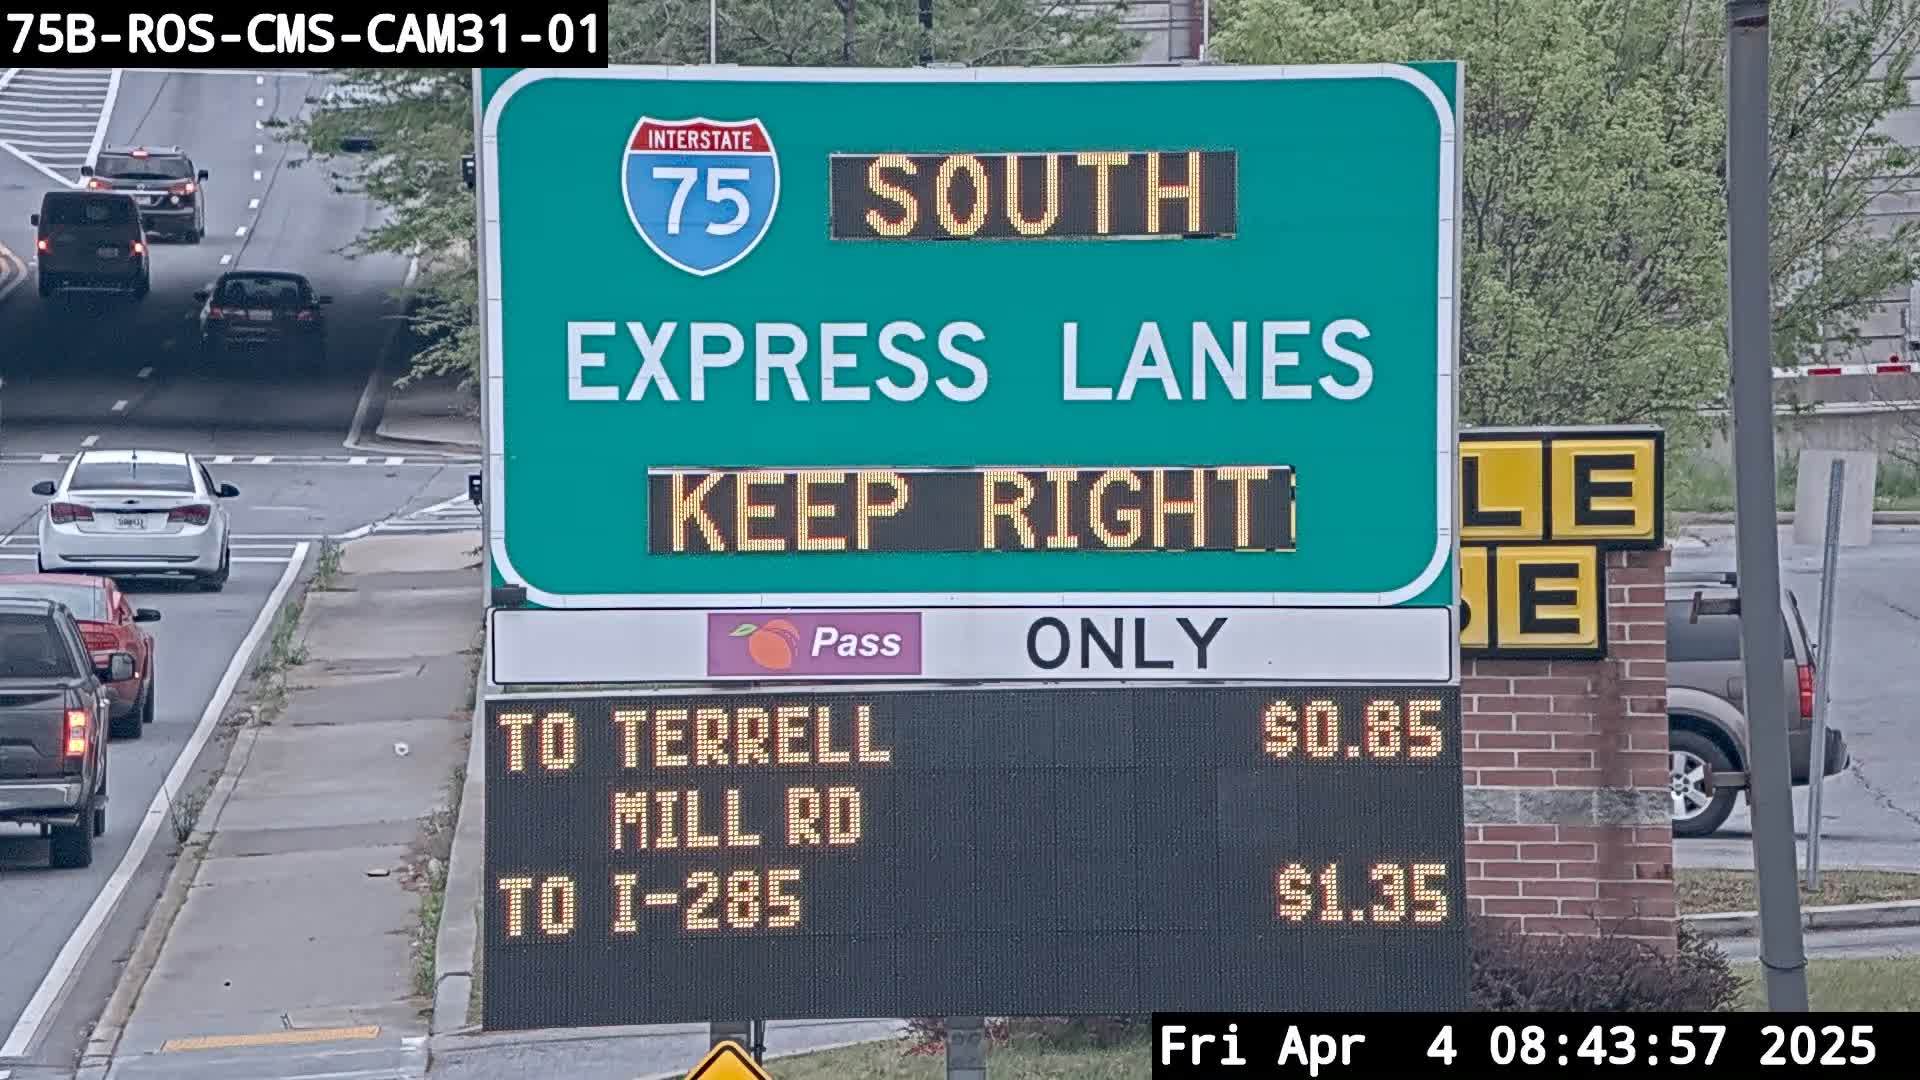 75B-ROS-CMS-CAM31-01
INTERSTATE
75
SOUTH
EXPRESS LANES
KEEP RIGHT
Pass ONLY
TO TERRELL $0.85
MILL RD
TO I-285 $1.35
LE
E
Fri Apr 4 08:43:57 2025